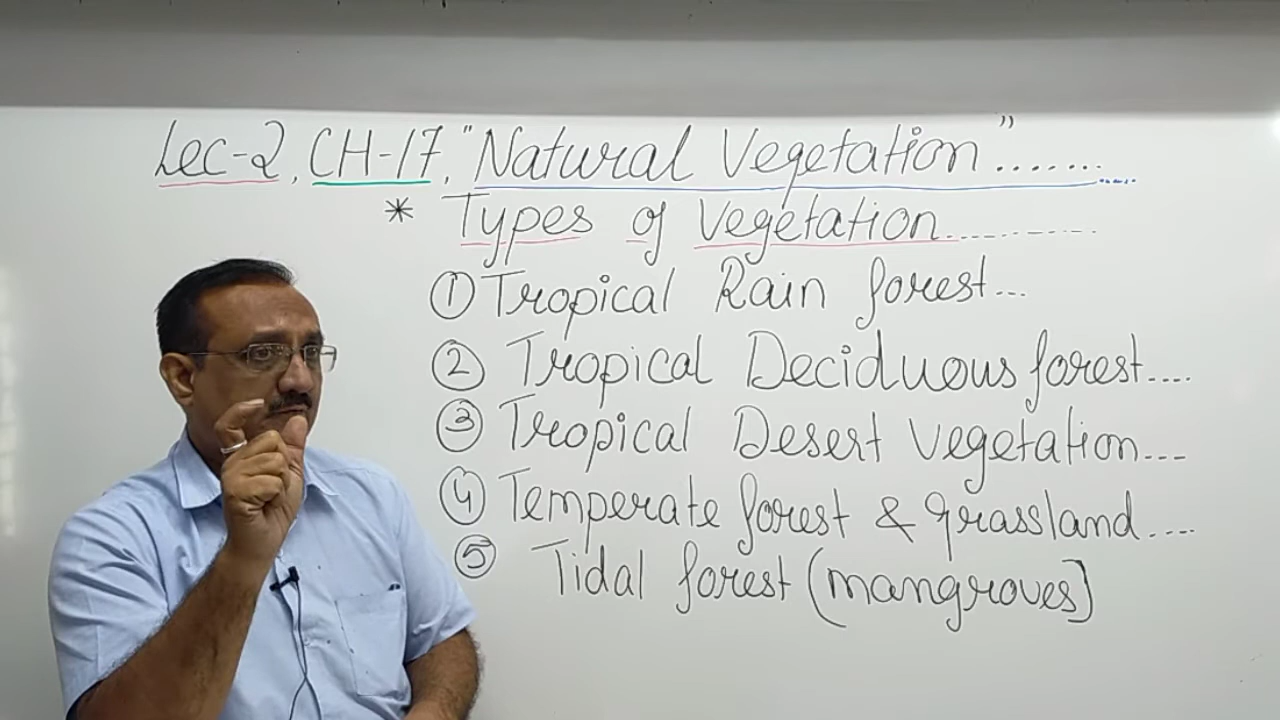 Lec-2, CH-17, "Natural Vegetation".......
* Types of Vegetation...........
① Tropical Rain forest...
② Tropical Deciduous forest....
③ Tropical Desert Vegetation...
④ Temperate forest & grassland....
⑤ Tidal forest (mangroves]